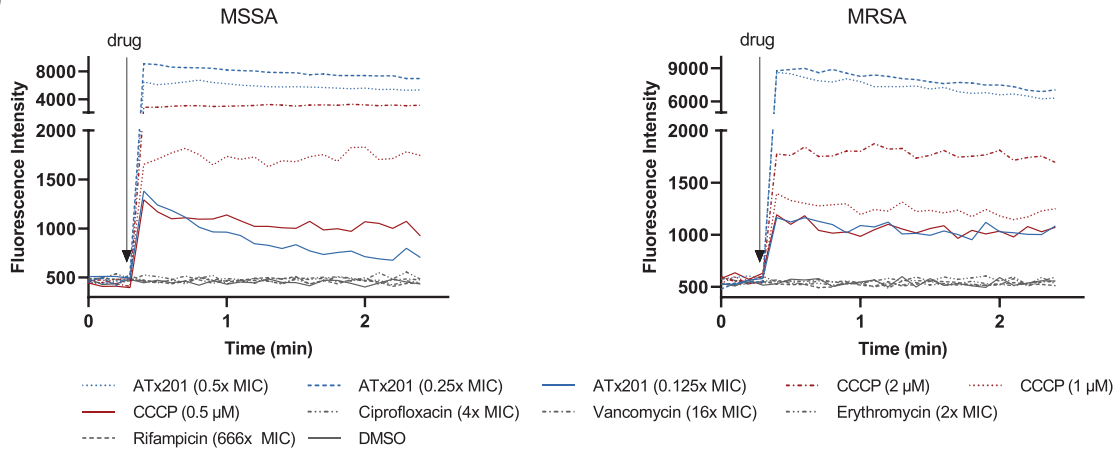 MSSA
drug
Fluorescence Intensity
8000
4000
2000
1500
1000
500
0
1
2
Time (min)
MRSA
drug
Fluorescence Intensity
9000
6000
2000
1500
1000
500
0
1
2
Time (min)
ATx201 (0.5x MIC)
ATx201 (0.25x MIC)
ATx201 (0.125x MIC)
CCCP (2 µM)
CCCP (1 µM)
CCCP (0.5 µM)
Ciprofloxacin (4x MIC)
Vancomycin (16x MIC)
Erythromycin (2x MIC)
Rifampicin (666x MIC)
DMSO